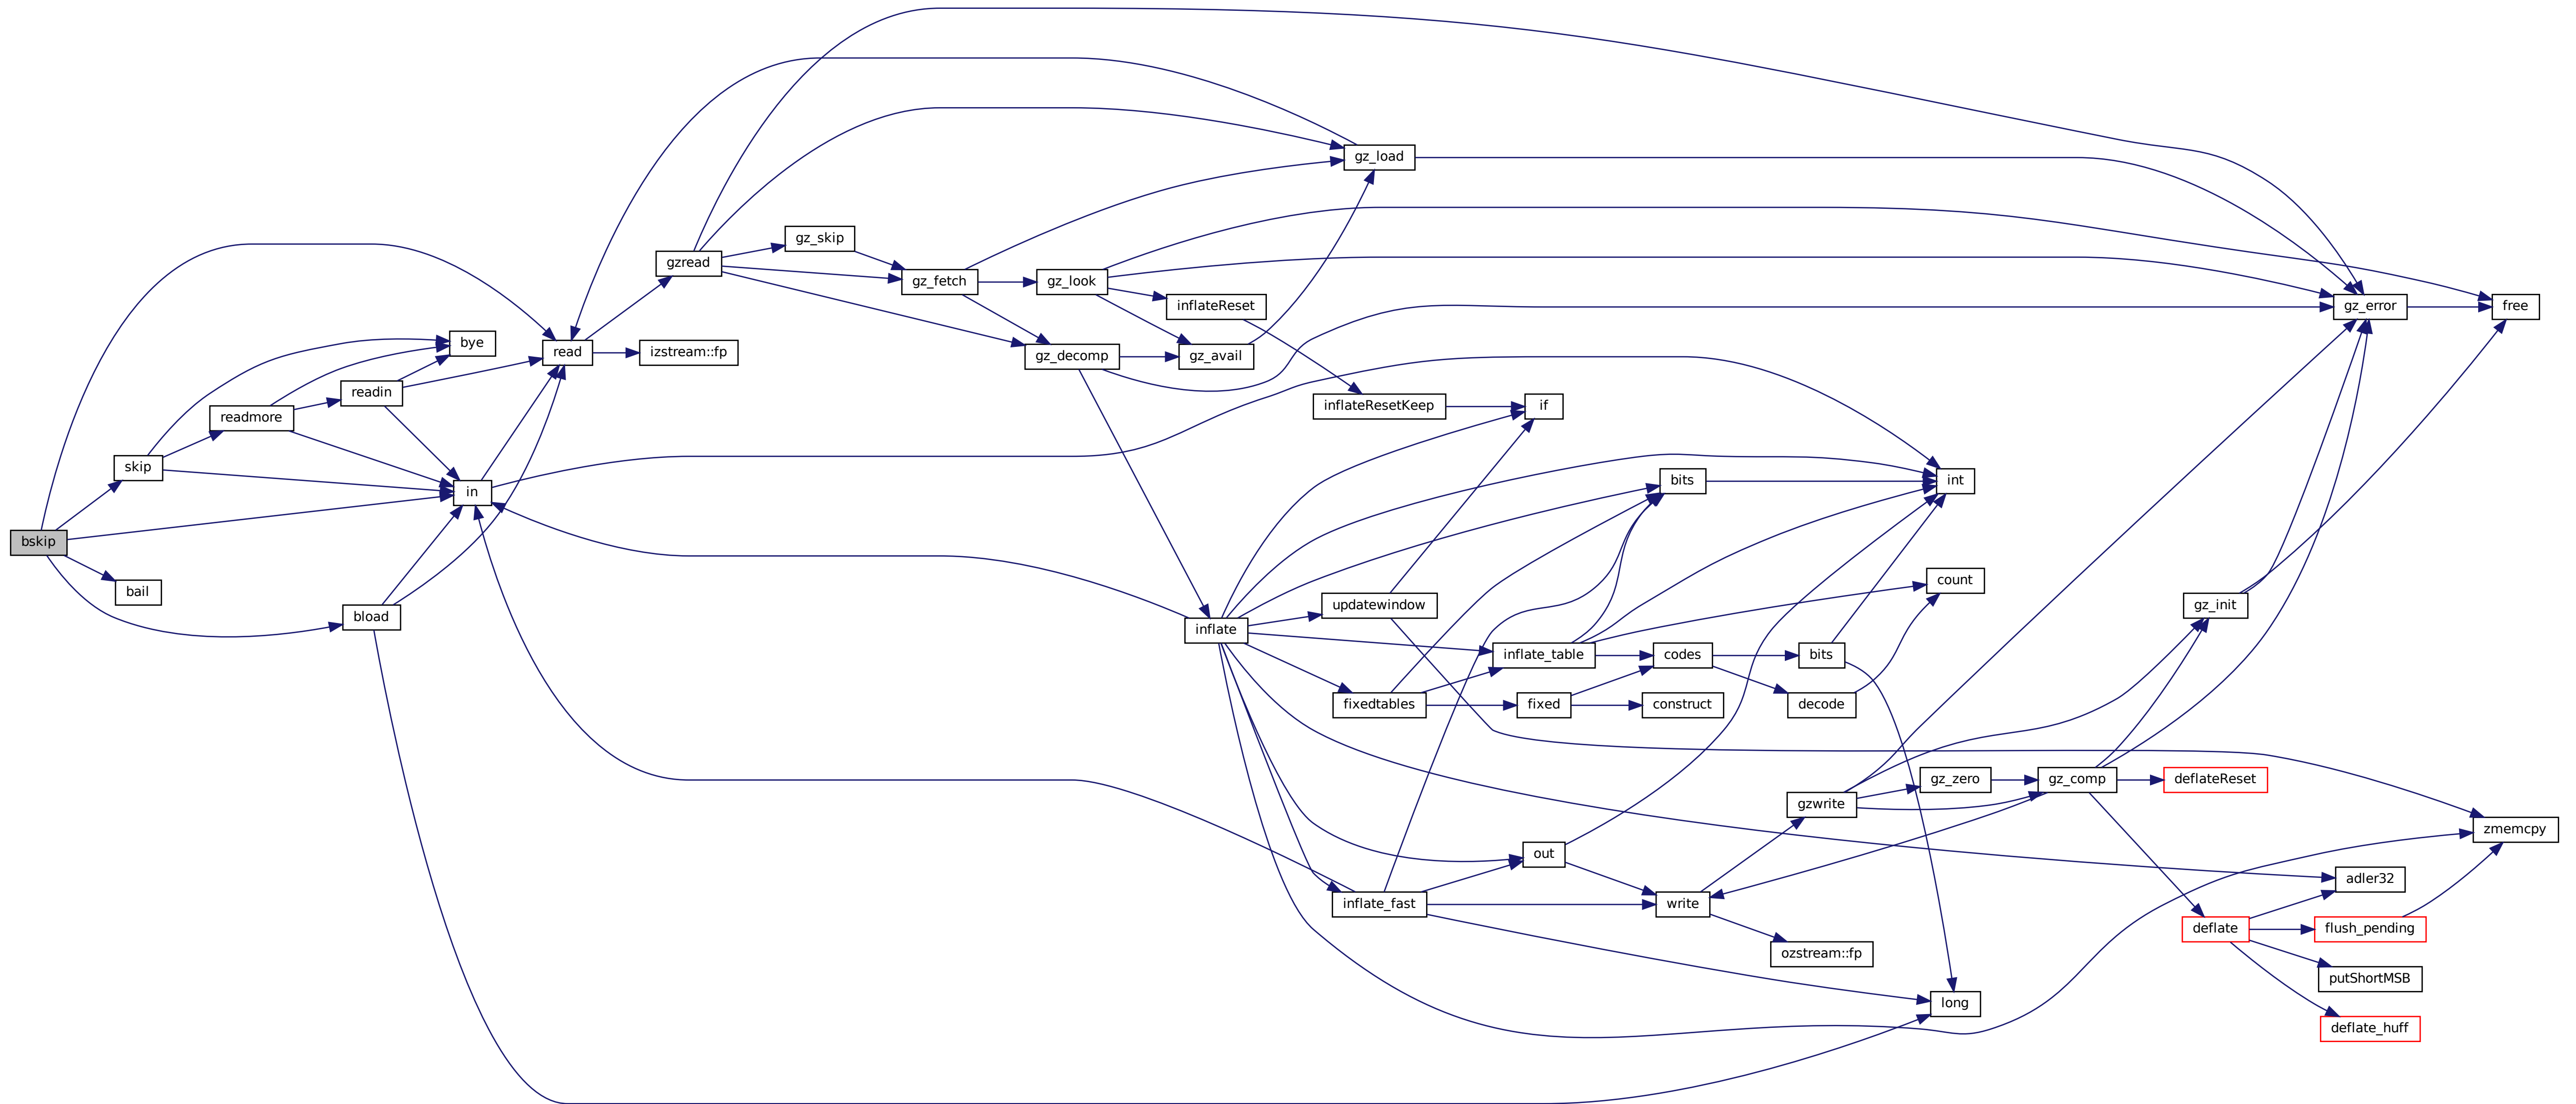 bskip
skip
bail
readmore
readin
bload
bye
in
read
gzread
izstream::fp
gz_skip
gz_fetch
gz_look
gz_decomp
inflateReset
gz_avail
inflate
gz_load
inflateResetKeep
updatewindow
fixedtables
inflate_fast
if
inflate_table
fixed
out
bits
codes
construct
write
bits
decode
gzwrite
ozstream::fp
int
count
gz_zero
long
gz_comp
gz_init
deflateReset
deflate
gz_error
adler32
flush_pending
putShortMSB
deflate_huff
free
zmemcpy